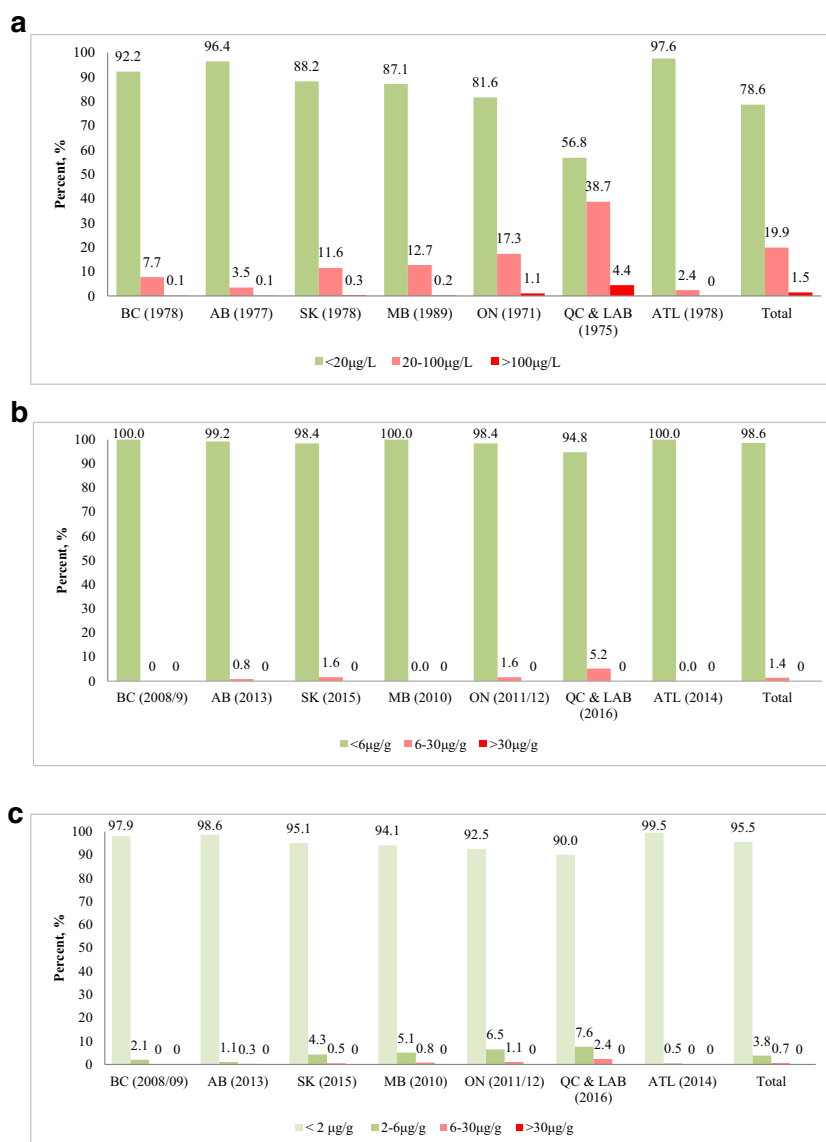 a
Percent, %
100
90
80
70
60
50
40
30
20
10
0
92.2
7.7
0.1
96.4
3.5
0.1
88.2
11.6
0.3
87.1
12.7
0.2
81.6
17.3
1.1
56.8
38.7
4.4
97.6
2.4
0
78.6
19.9
1.5
BC (1978)
AB (1977)
SK (1978)
MB (1989)
ON (1971)
QC & LAB
(1975)
ATL (1978)
Total
<20µg/L
20-100µg/L
>100µg/L
b
Percent, %
100
90
80
70
60
50
40
30
20
10
0
100.0
0
0
99.2
0.8
0
98.4
1.6
0
100.0
0.0
0
98.4
1.6
0
94.8
5.2
0
100.0
0.0
0
98.6
1.4
0
BC (2008/9)
AB (2013)
SK (2015)
MB (2010)
ON (2011/12)
QC & LAB
(2016)
ATL (2014)
Total
<6µg/g
6-30µg/g
>30µg/g
c
Percent, %
100
90
80
70
60
50
40
30
20
10
0
97.9
2.1
0
0
98.6
1.1
0.3
0
95.1
4.3
0.5
0
94.1
5.1
0.8
0
92.5
6.5
1.1
0
90.0
7.6
2.4
0
99.5
0.5
0
0
95.5
3.8
0.7
0
BC (2008/09)
AB (2013)
SK (2015)
MB (2010)
ON (2011/12)
QC & LAB
(2016)
ATL (2014)
Total
< 2 µg/g
2-6µg/g
6-30µg/g
>30µg/g